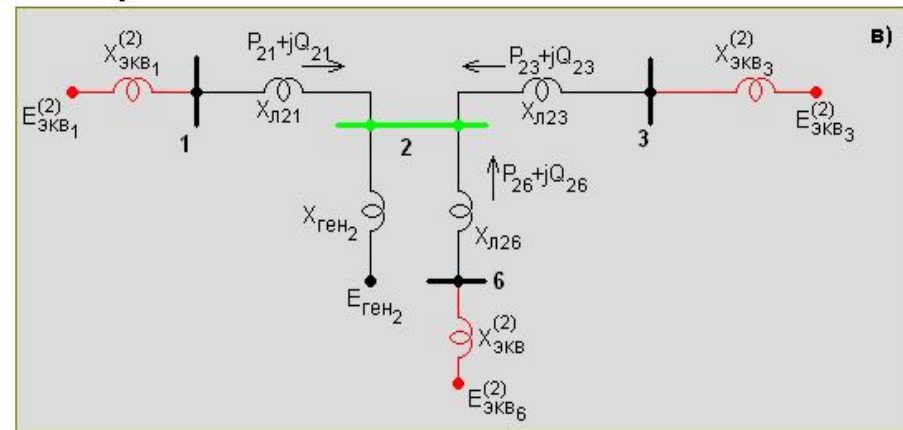 в)
X(2)ЭКВ1
P21+jQ21
P23+jQ23
X(2)ЭКВ3
E(2)ЭКВ1
Xл21
Xл23
E(2)ЭКВ3
1
2
3
P26+jQ26
Xген2
Xл26
Eген2
6
X(2)ЭКВ
E(2)ЭКВ6